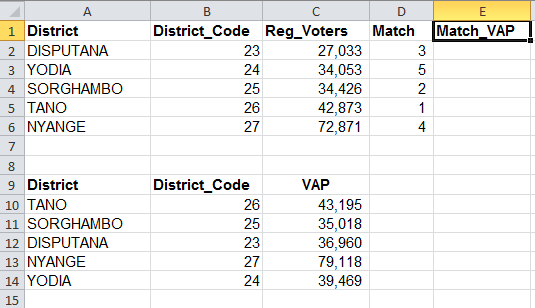 A B C D E
1 District District_Code Reg_Voters Match Match_VAP
2 DISPUTANA 23 27,033 3
3 YODIA 24 34,053 5
4 SORGHAMBO 25 34,426 2
5 TANO 26 42,873 1
6 NYANGE 27 72,871 4
7
8
9 District District_Code VAP
10 TANO 26 43,195
11 SORGHAMBO 25 35,018
12 DISPUTANA 23 36,960
13 NYANGE 27 79,118
14 YODIA 24 39,469
15